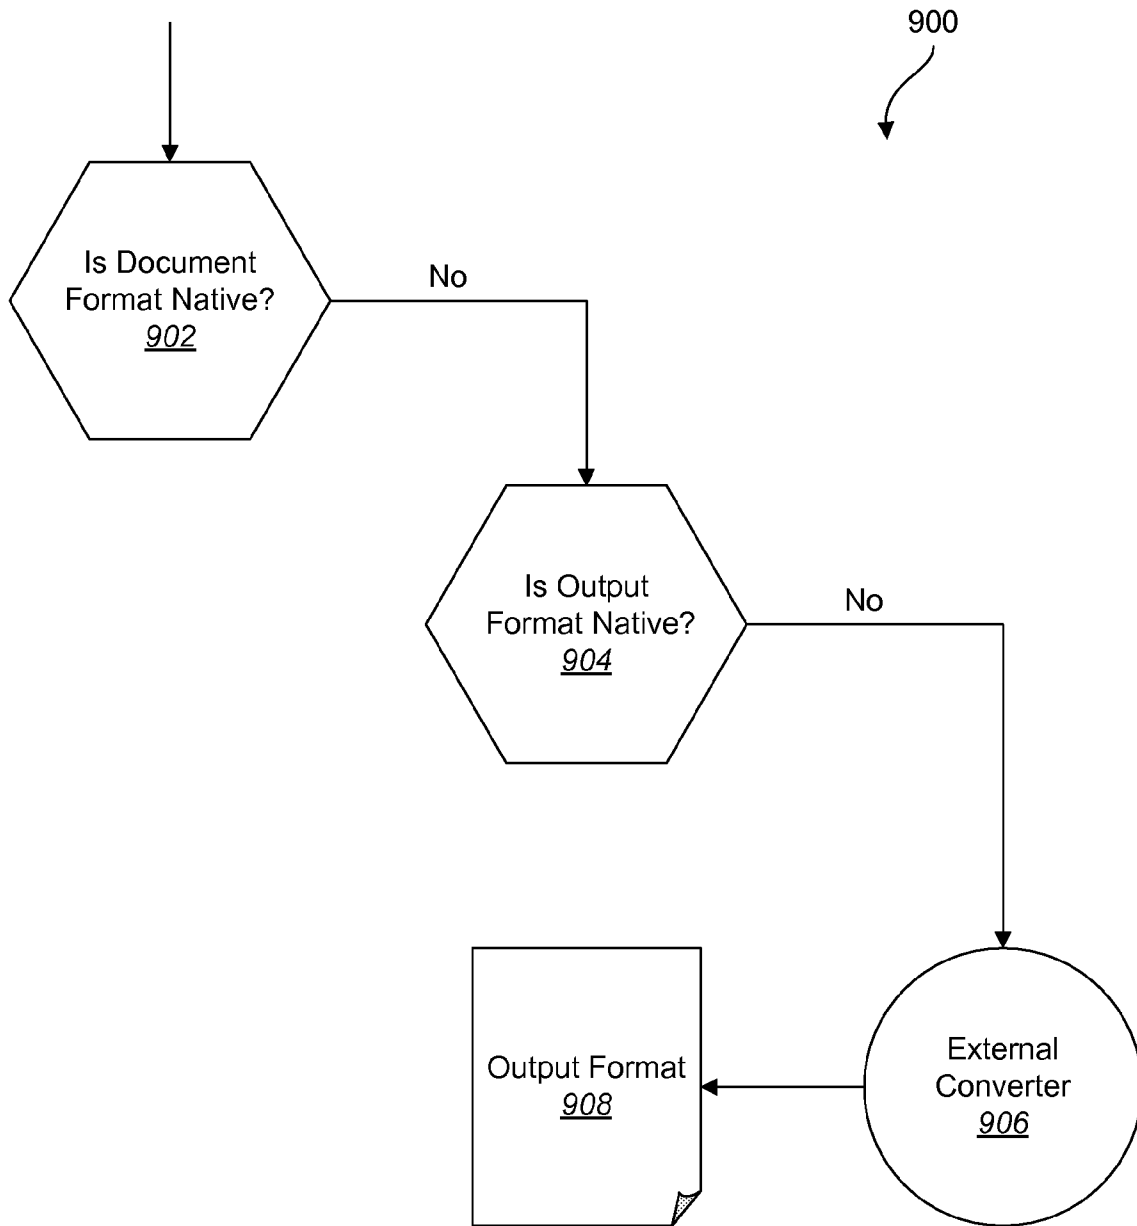 900
Is Document
Format Native?
902
No
Is Output
Format Native?
904
No
Output Format
908
External
Converter
906